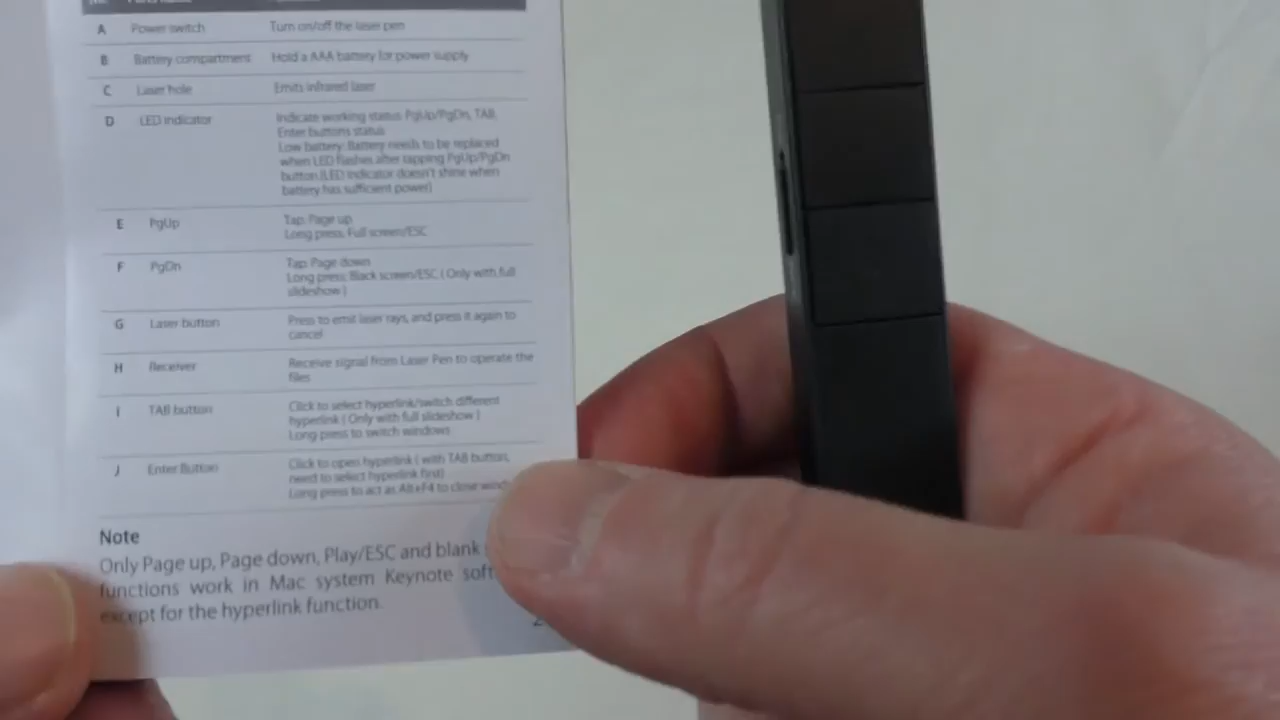 A Power switch Turn on/off the laser pen
B Battery compartment Hold a AAA battery for power supply
C Laser hole Emits infrared laser
D LED indicator Indicate working status: PgUp/PgDn, TAB,
Enter buttons status
Low battery: Battery needs to be replaced
when LED flashes after tapping PgUp/PgDn
button.(LED indicator doesn't shine when
battery has sufficient power)
E PgUp Tap: Page up
Long press: Full screen/ESC
F PgDn Tap: Page down
Long press: Black screen/ESC ( Only with full
slideshow )
G Laser button Press to emit laser rays, and press it again to
cancel
H Receiver Receive signal from Laser Pen to operate the
files
I TAB button Click to select hyperlink/switch different
hyperlink ( Only with full slideshow )
Long press to switch windows
J Enter Button Click to open hyperlink ( with TAB button,
need to select hyperlink first)
Long press to act as Alt+F4 to close
Note
Only Page up, Page down, Play/ESC and blank
functions work in Mac system Keynote
except for the hyperlink function.